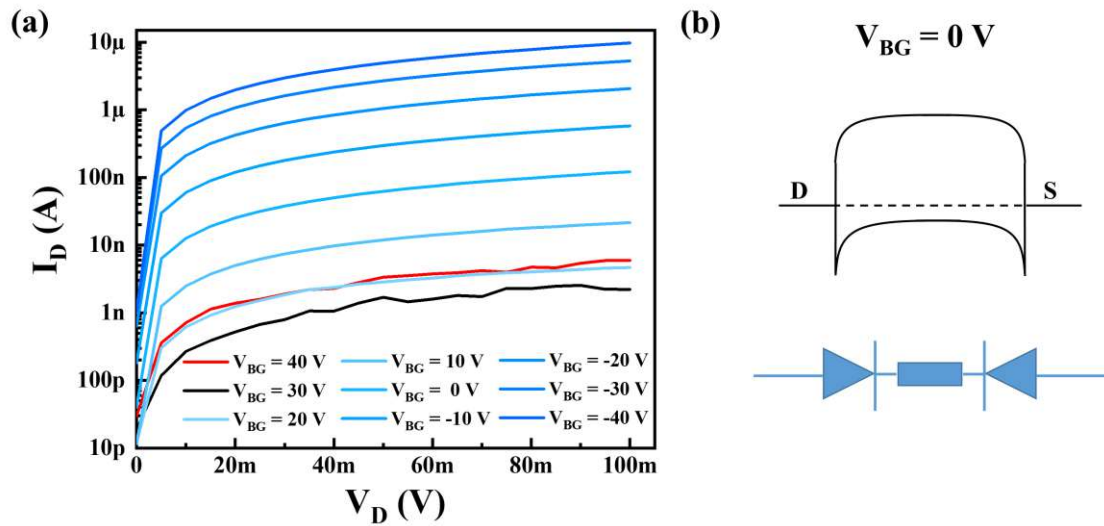 (a)
10μ
1μ
100n
10n
1n
100p
10p
I_D (A)
0
20m
40m
60m
80m
100m
V_D (V)
V_BG = 40 V
V_BG = 30 V
V_BG = 20 V
V_BG = 10 V
V_BG = 0 V
V_BG = -10 V
V_BG = -20 V
V_BG = -30 V
V_BG = -40 V
(b)
V_BG = 0 V
D
S